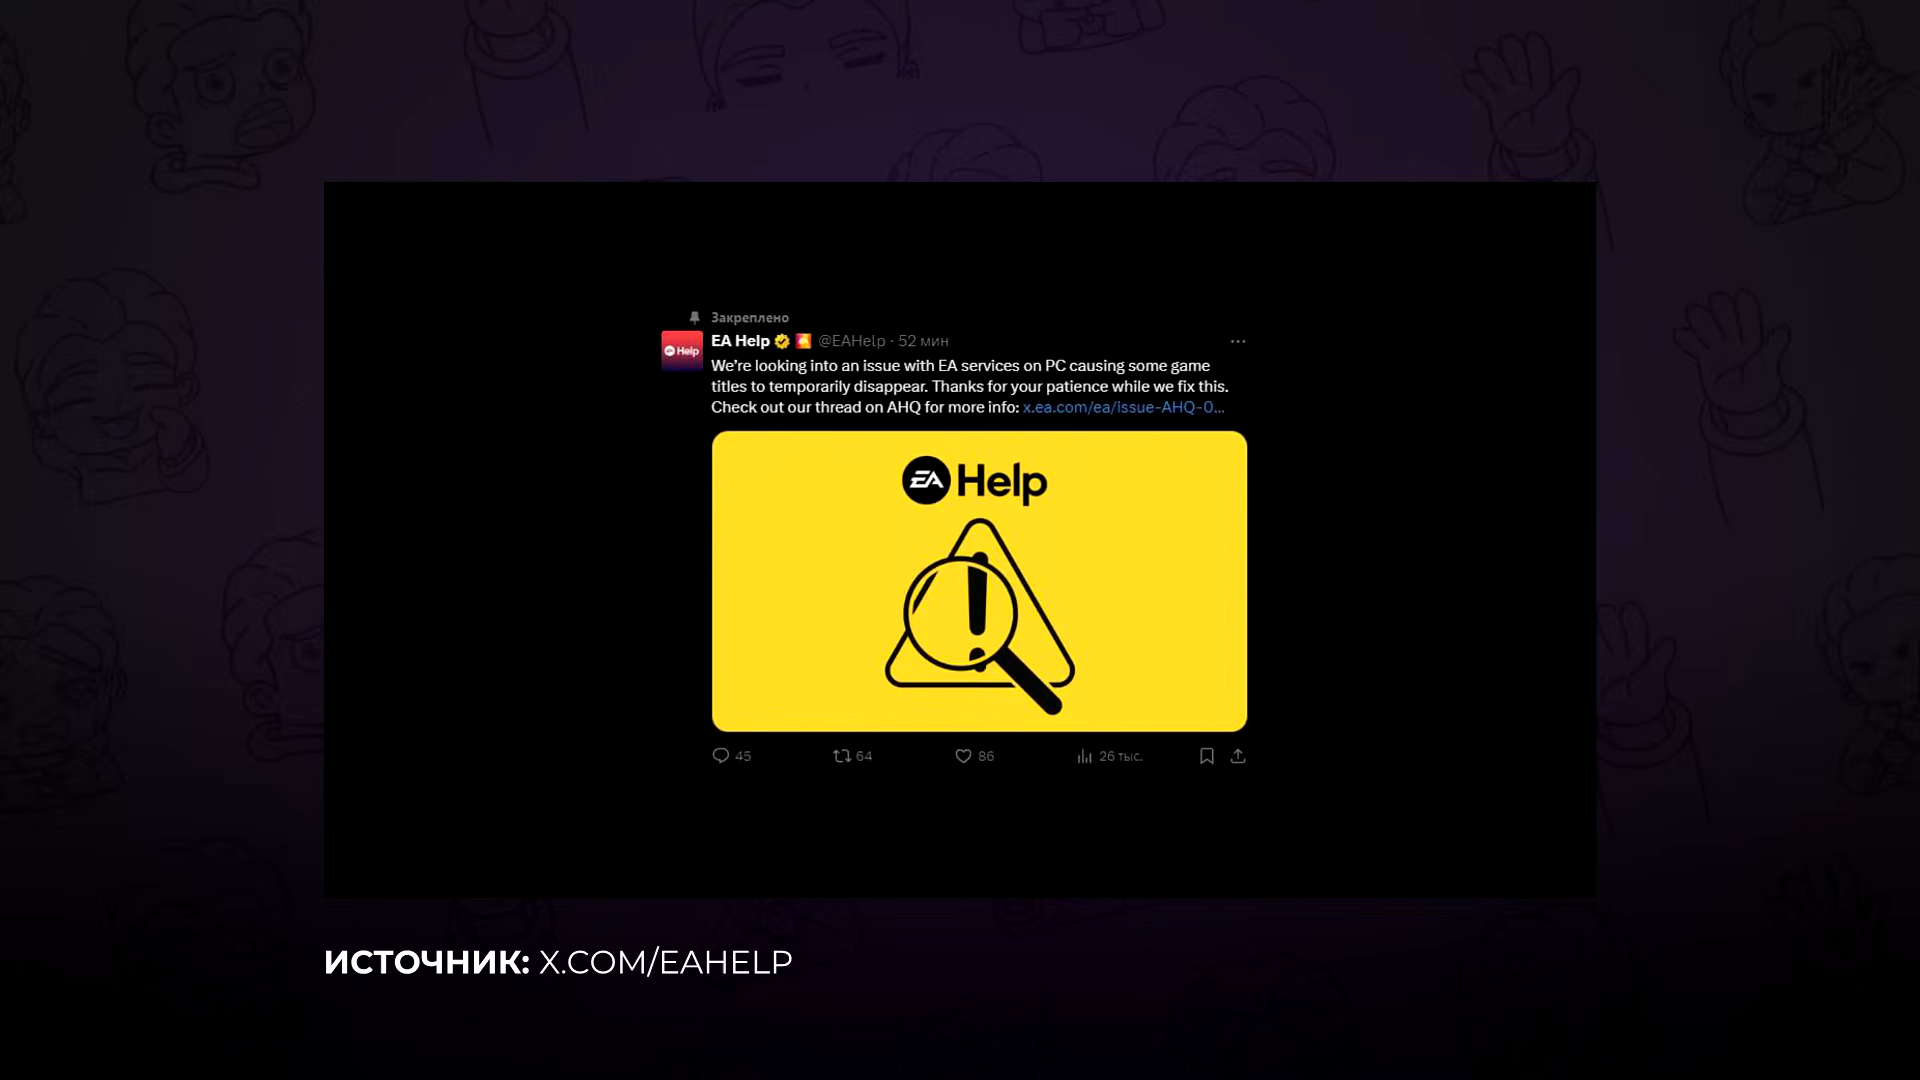 Закреплено
EA Help @EAHelp · 52 мин
We're looking into an issue with EA services on PC causing some game
titles to temporarily disappear. Thanks for your patience while we fix this.
Check out our thread on AHQ for more info: x.ea.com/ea/issue-AHQ-0...
EA Help
EA Help
45 64 86 26 тыс.
ИСТОЧНИК: X.COM/EAHELP